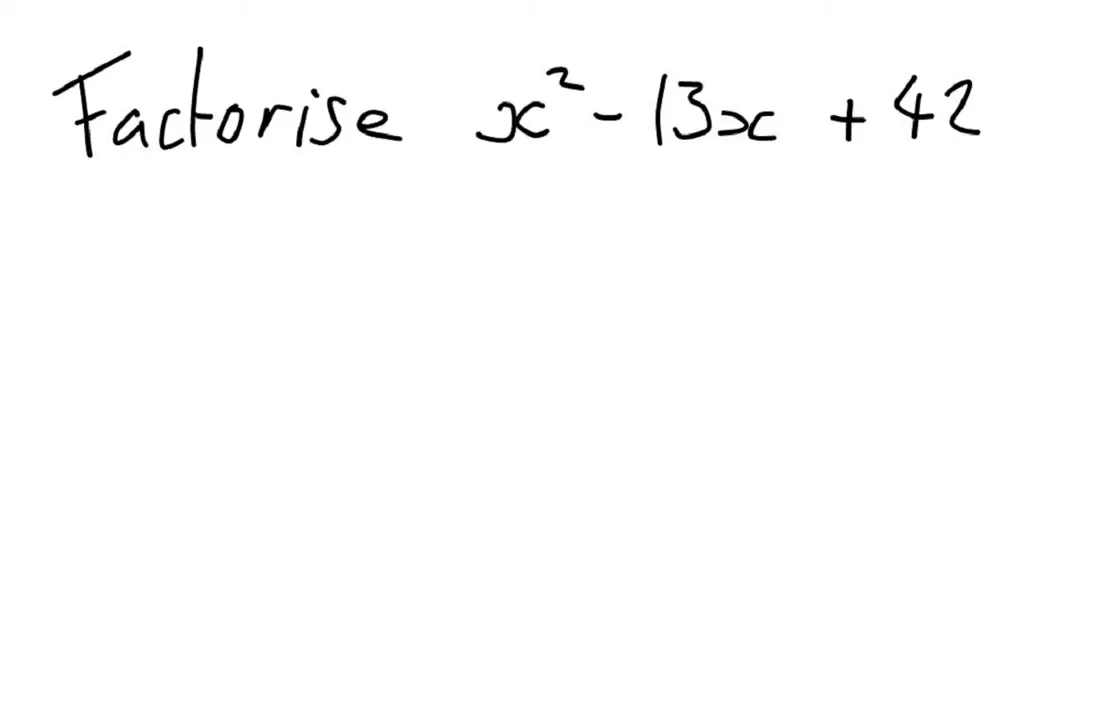 Factorise x² - 13x + 42